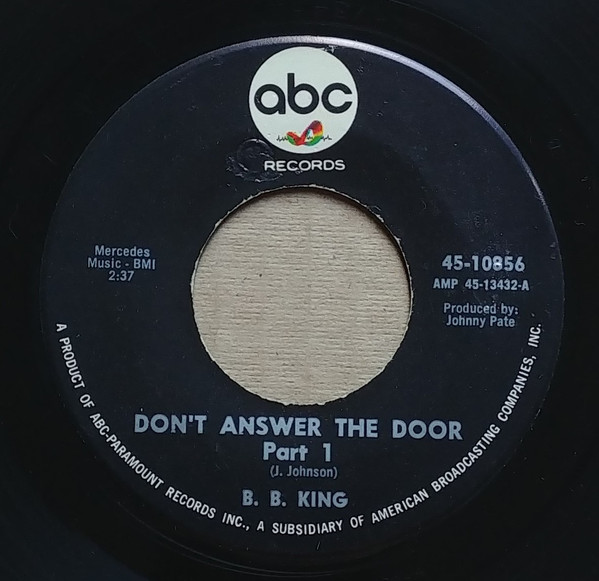 abc
RECORDS
Mercedes
Music - BMI
2:37
45-10856
AMP 45-13432-A
Produced by:
Johnny Pate
DON'T ANSWER THE DOOR
Part 1
(J. Johnson)
B. B. KING
A PRODUCT OF ABC-PARAMOUNT RECORDS INC., A SUBSIDIARY OF AMERICAN BROADCASTING COMPANIES, INC.